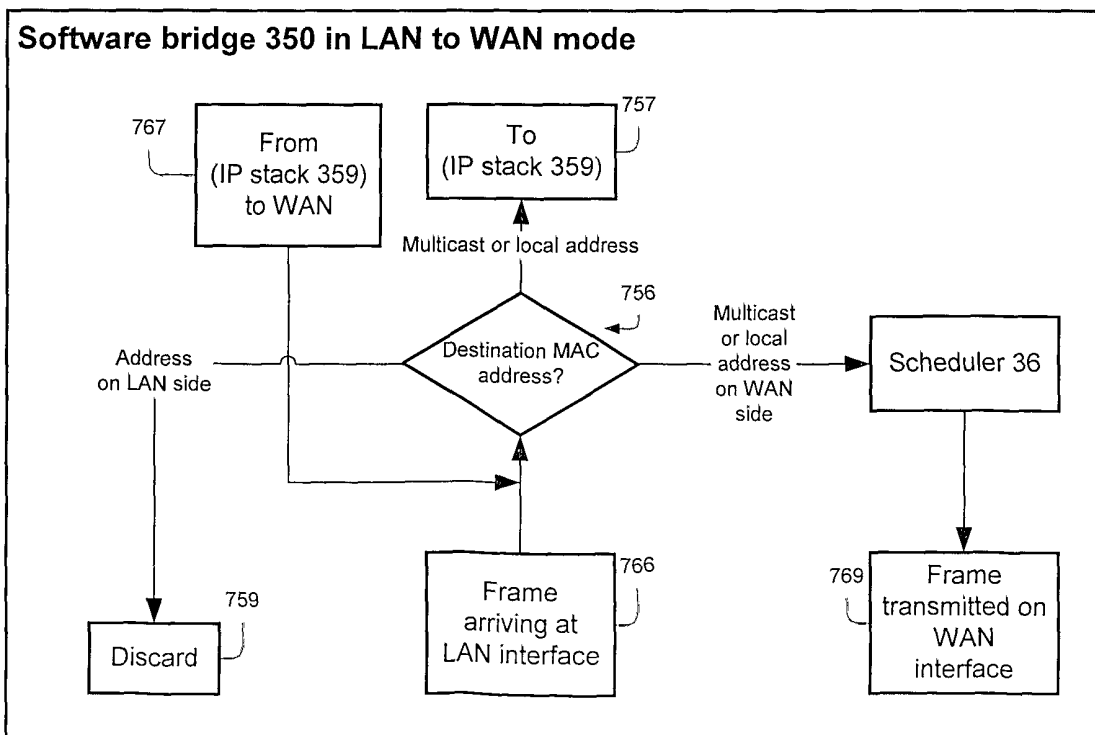 Software bridge 350 in LAN to WAN mode
767
From
(IP stack 359)
to WAN
757
To
(IP stack 359)
Multicast or local address
756
Destination MAC
address?
Address
on LAN side
Multicast
or local
address
on WAN
side
Scheduler 36
759
Discard
766
Frame
arriving at
LAN interface
769
Frame
transmitted on
WAN
interface